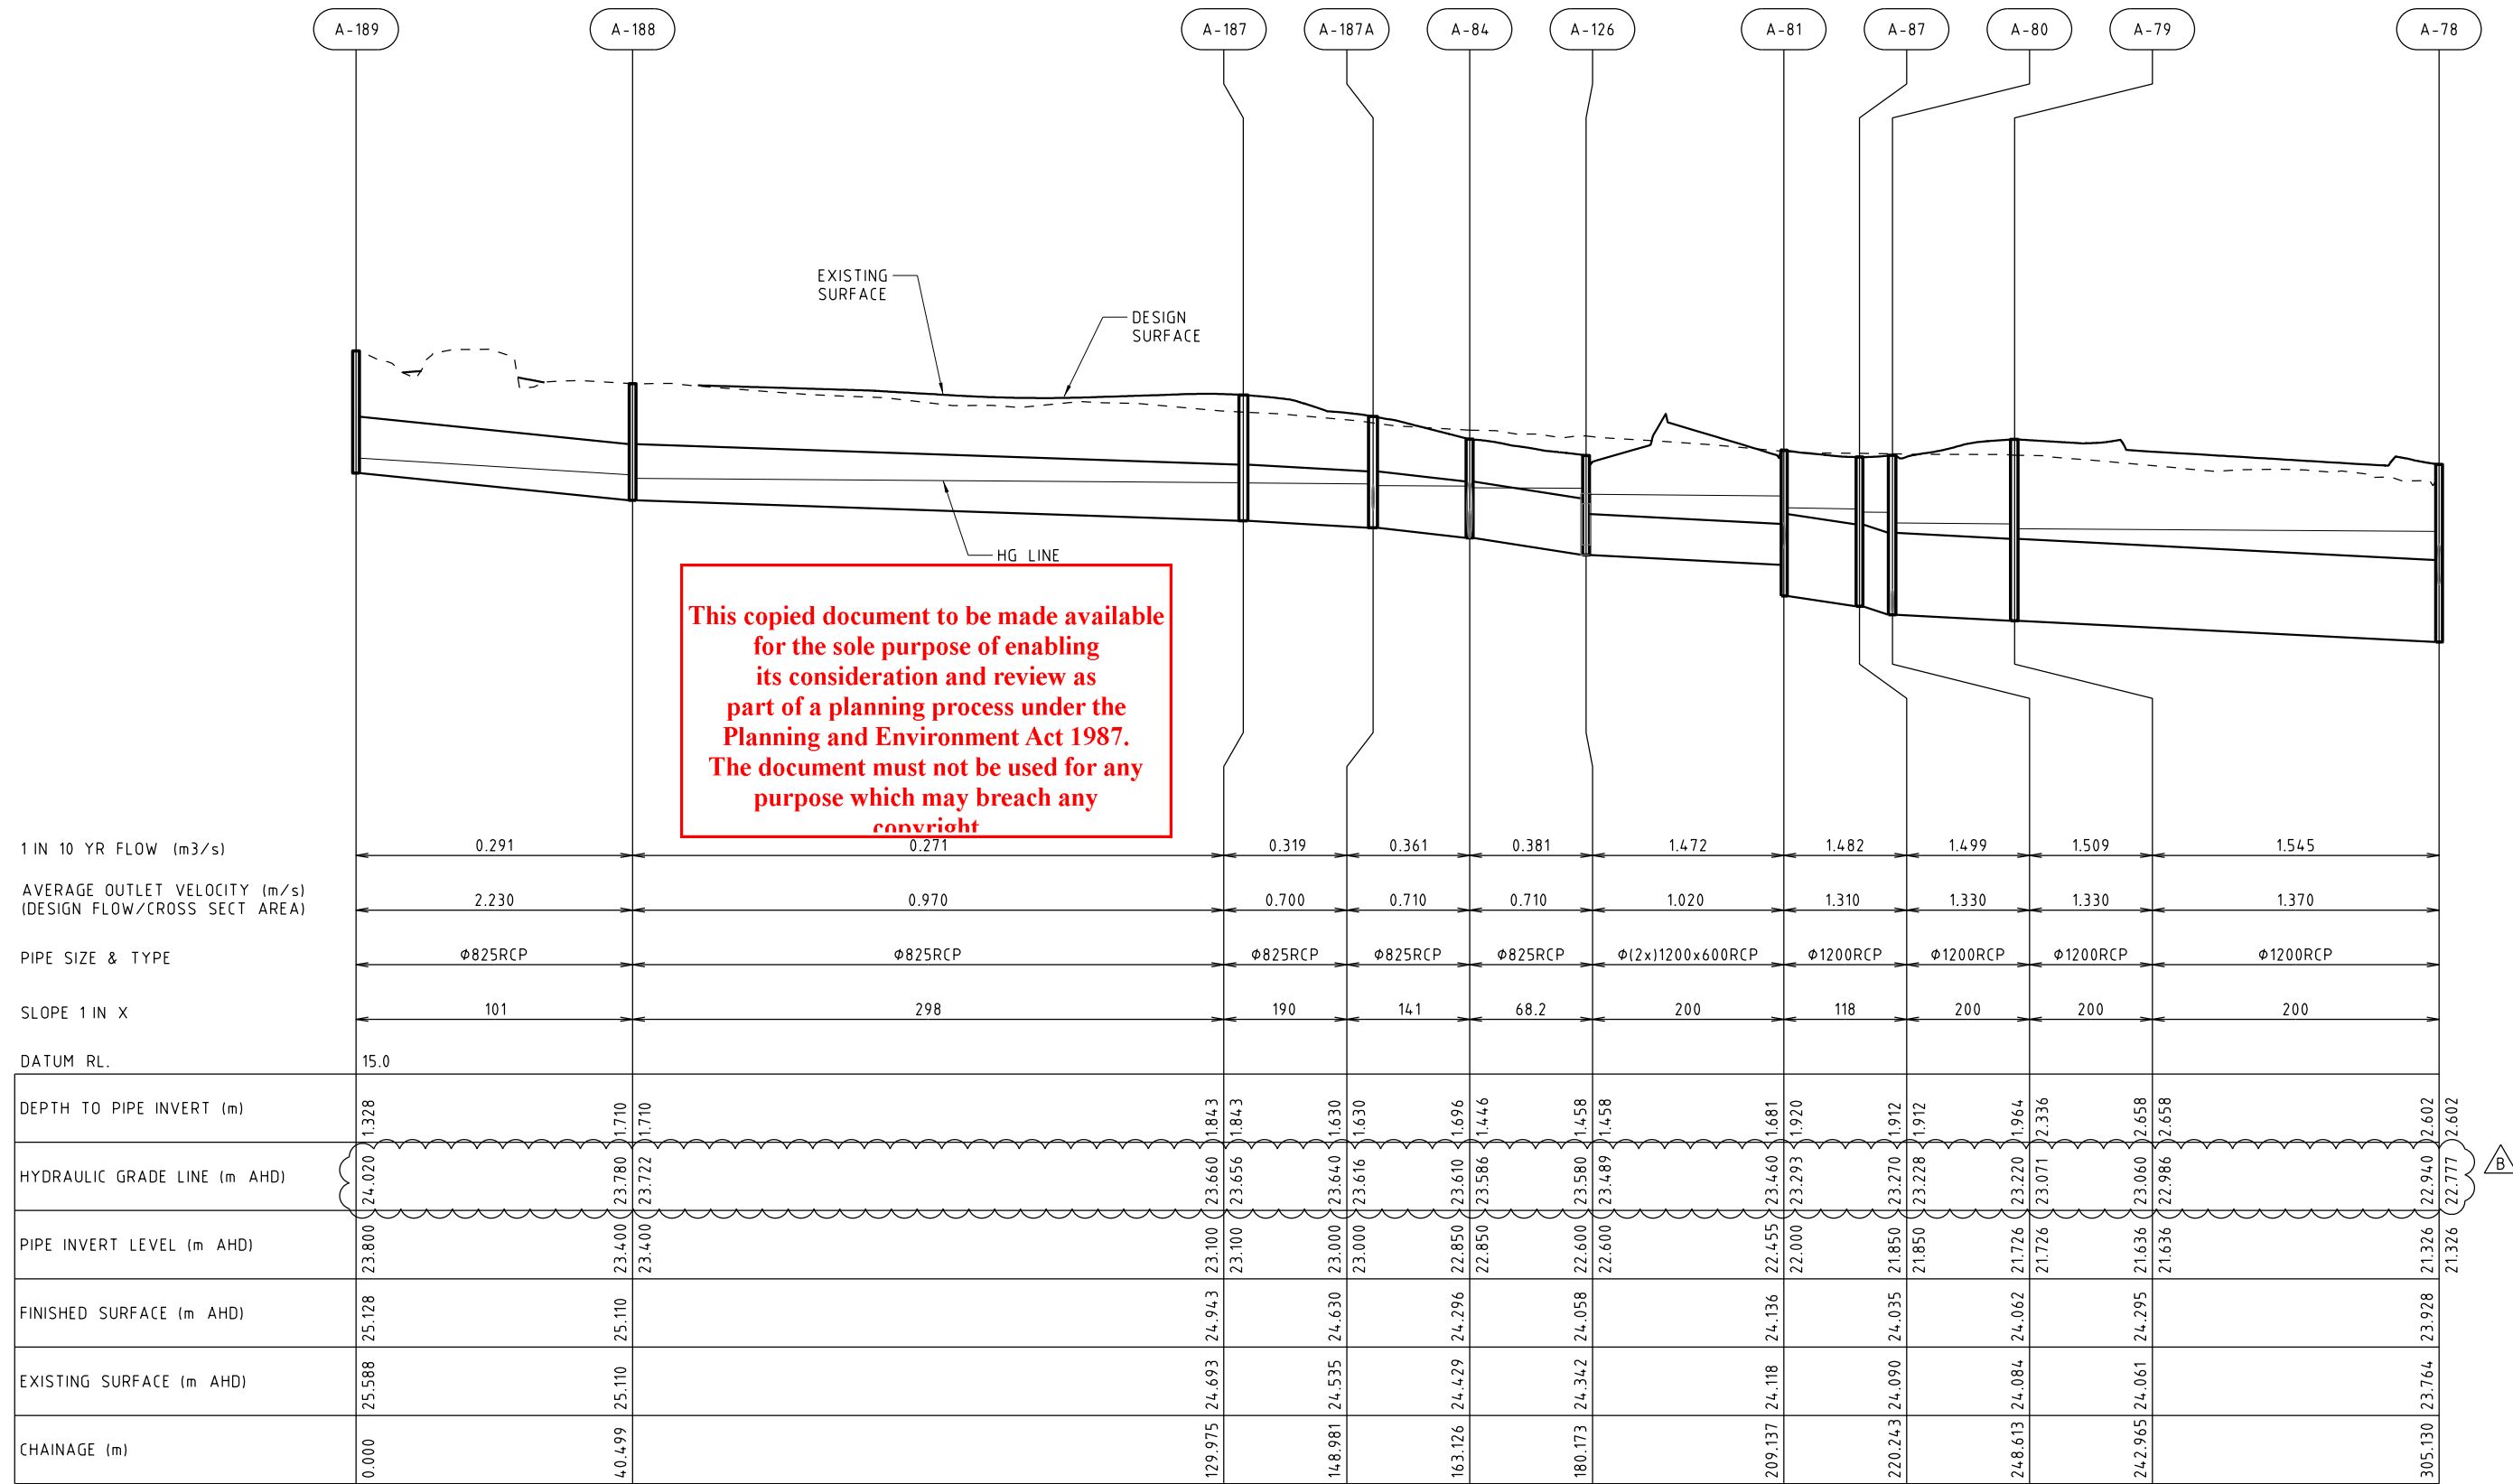 A-189 A-188 A-187 A-187A A-84 A-126 A-81 A-87 A-80 A-79 A-78
EXISTING
SURFACE
DESIGN
SURFACE
HG LINE
This copied document to be made available
for the sole purpose of enabling
its consideration and review as
part of a planning process under the
Planning and Environment Act 1987.
The document must not be used for any
purpose which may breach any
copyright
1 IN 10 YR FLOW (m3/s) 0.291 0.271 0.319 0.361 0.381 1.472 1.482 1.499 1.509 1.545
AVERAGE OUTLET VELOCITY (m/s)
(DESIGN FLOW/CROSS SECT AREA) 2.230 0.970 0.700 0.710 0.710 1.020 1.310 1.330 1.330 1.370
PIPE SIZE & TYPE φ825RCP φ825RCP φ825RCP φ825RCP φ825RCP φ(2x)1200x600RCP φ1200RCP φ1200RCP φ1200RCP φ1200RCP
SLOPE 1 IN X 101 298 190 141 68.2 200 118 200 200 200
DATUM RL. 15.0
DEPTH TO PIPE INVERT (m) 1.328 1.710 1.710 1.843 1.843 1.630 1.630 1.696 1.446 1.458 1.458 1.681 1.920 1.912 1.912 1.964 2.336 2.658 2.658 2.602 2.602
HYDRAULIC GRADE LINE (m AHD) 24.020 23.780 23.722 23.660 23.656 23.640 23.616 23.610 23.586 23.580 23.489 23.460 23.293 23.270 23.228 23.220 23.071 23.060 22.986 22.940 22.777 B
PIPE INVERT LEVEL (m AHD) 23.800 23.400 23.400 23.100 23.100 23.000 23.000 22.850 22.850 22.600 22.600 22.455 22.000 21.850 21.850 21.726 21.726 21.636 21.636 21.326 21.326
FINISHED SURFACE (m AHD) 25.128 25.110 24.943 24.630 24.296 24.058 24.136 24.035 24.062 24.295 23.928
EXISTING SURFACE (m AHD) 25.588 25.110 24.693 24.535 24.429 24.342 24.118 24.090 24.084 24.061 23.764
CHAINAGE (m) 0.000 40.499 129.975 148.981 163.126 180.173 209.137 220.243 248.613 242.965 305.130